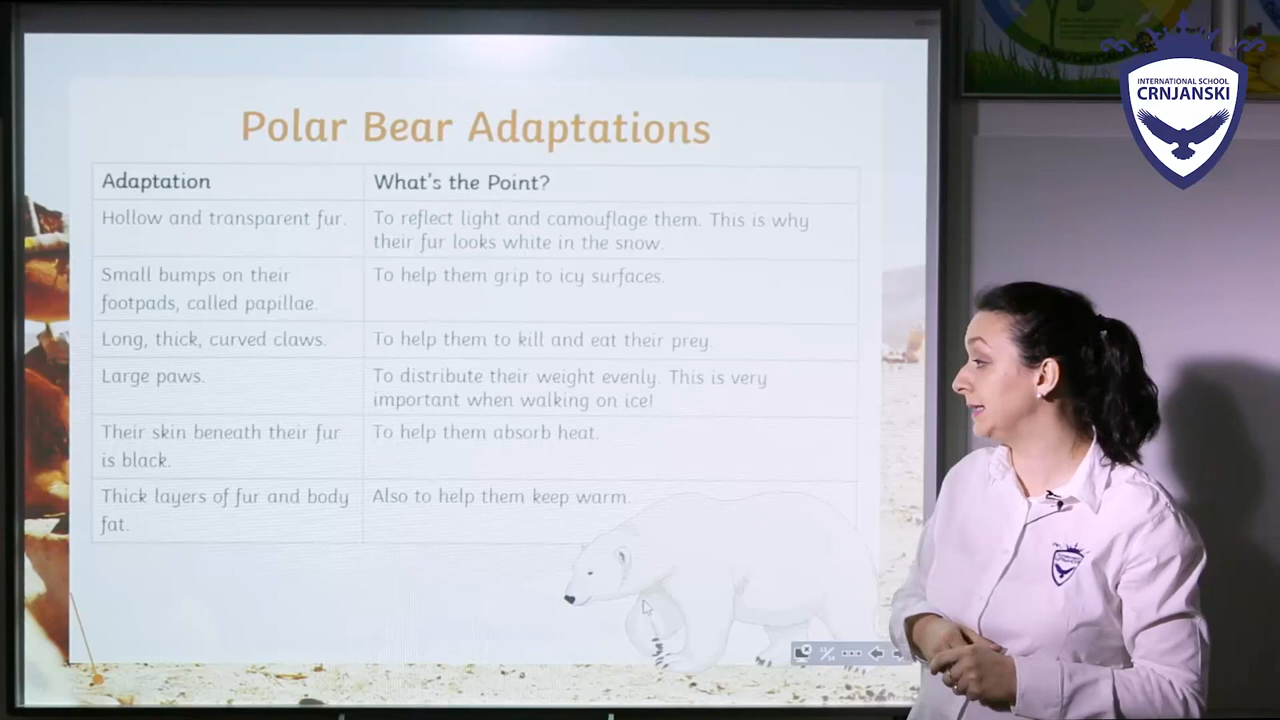 Polar Bear Adaptations
Adaptation
What's the Point?
Hollow and transparent fur.
To reflect light and camouflage them. This is why
their fur looks white in the snow.
Small bumps on their
footpads, called papillae.
To help them grip to icy surfaces.
Long, thick, curved claws.
To help them to kill and eat their prey.
Large paws.
To distribute their weight evenly. This is very
important when walking on ice!
Their skin beneath their fur
is black.
To help them absorb heat.
Thick layers of fur and body
fat.
Also to help them keep warm.
INTERNATIONAL SCHOOL
CRNJANSKI